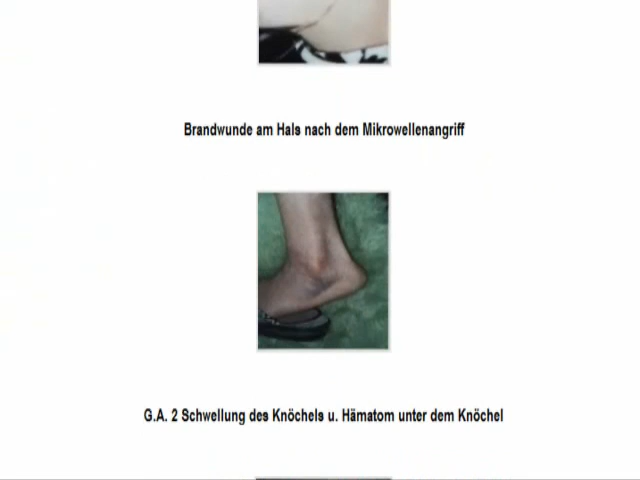 Brandwunde am Hals nach dem Mikrowellenangriff
G.A. 2 Schwellung des Knöchels u. Hämatom unter dem Knöchel